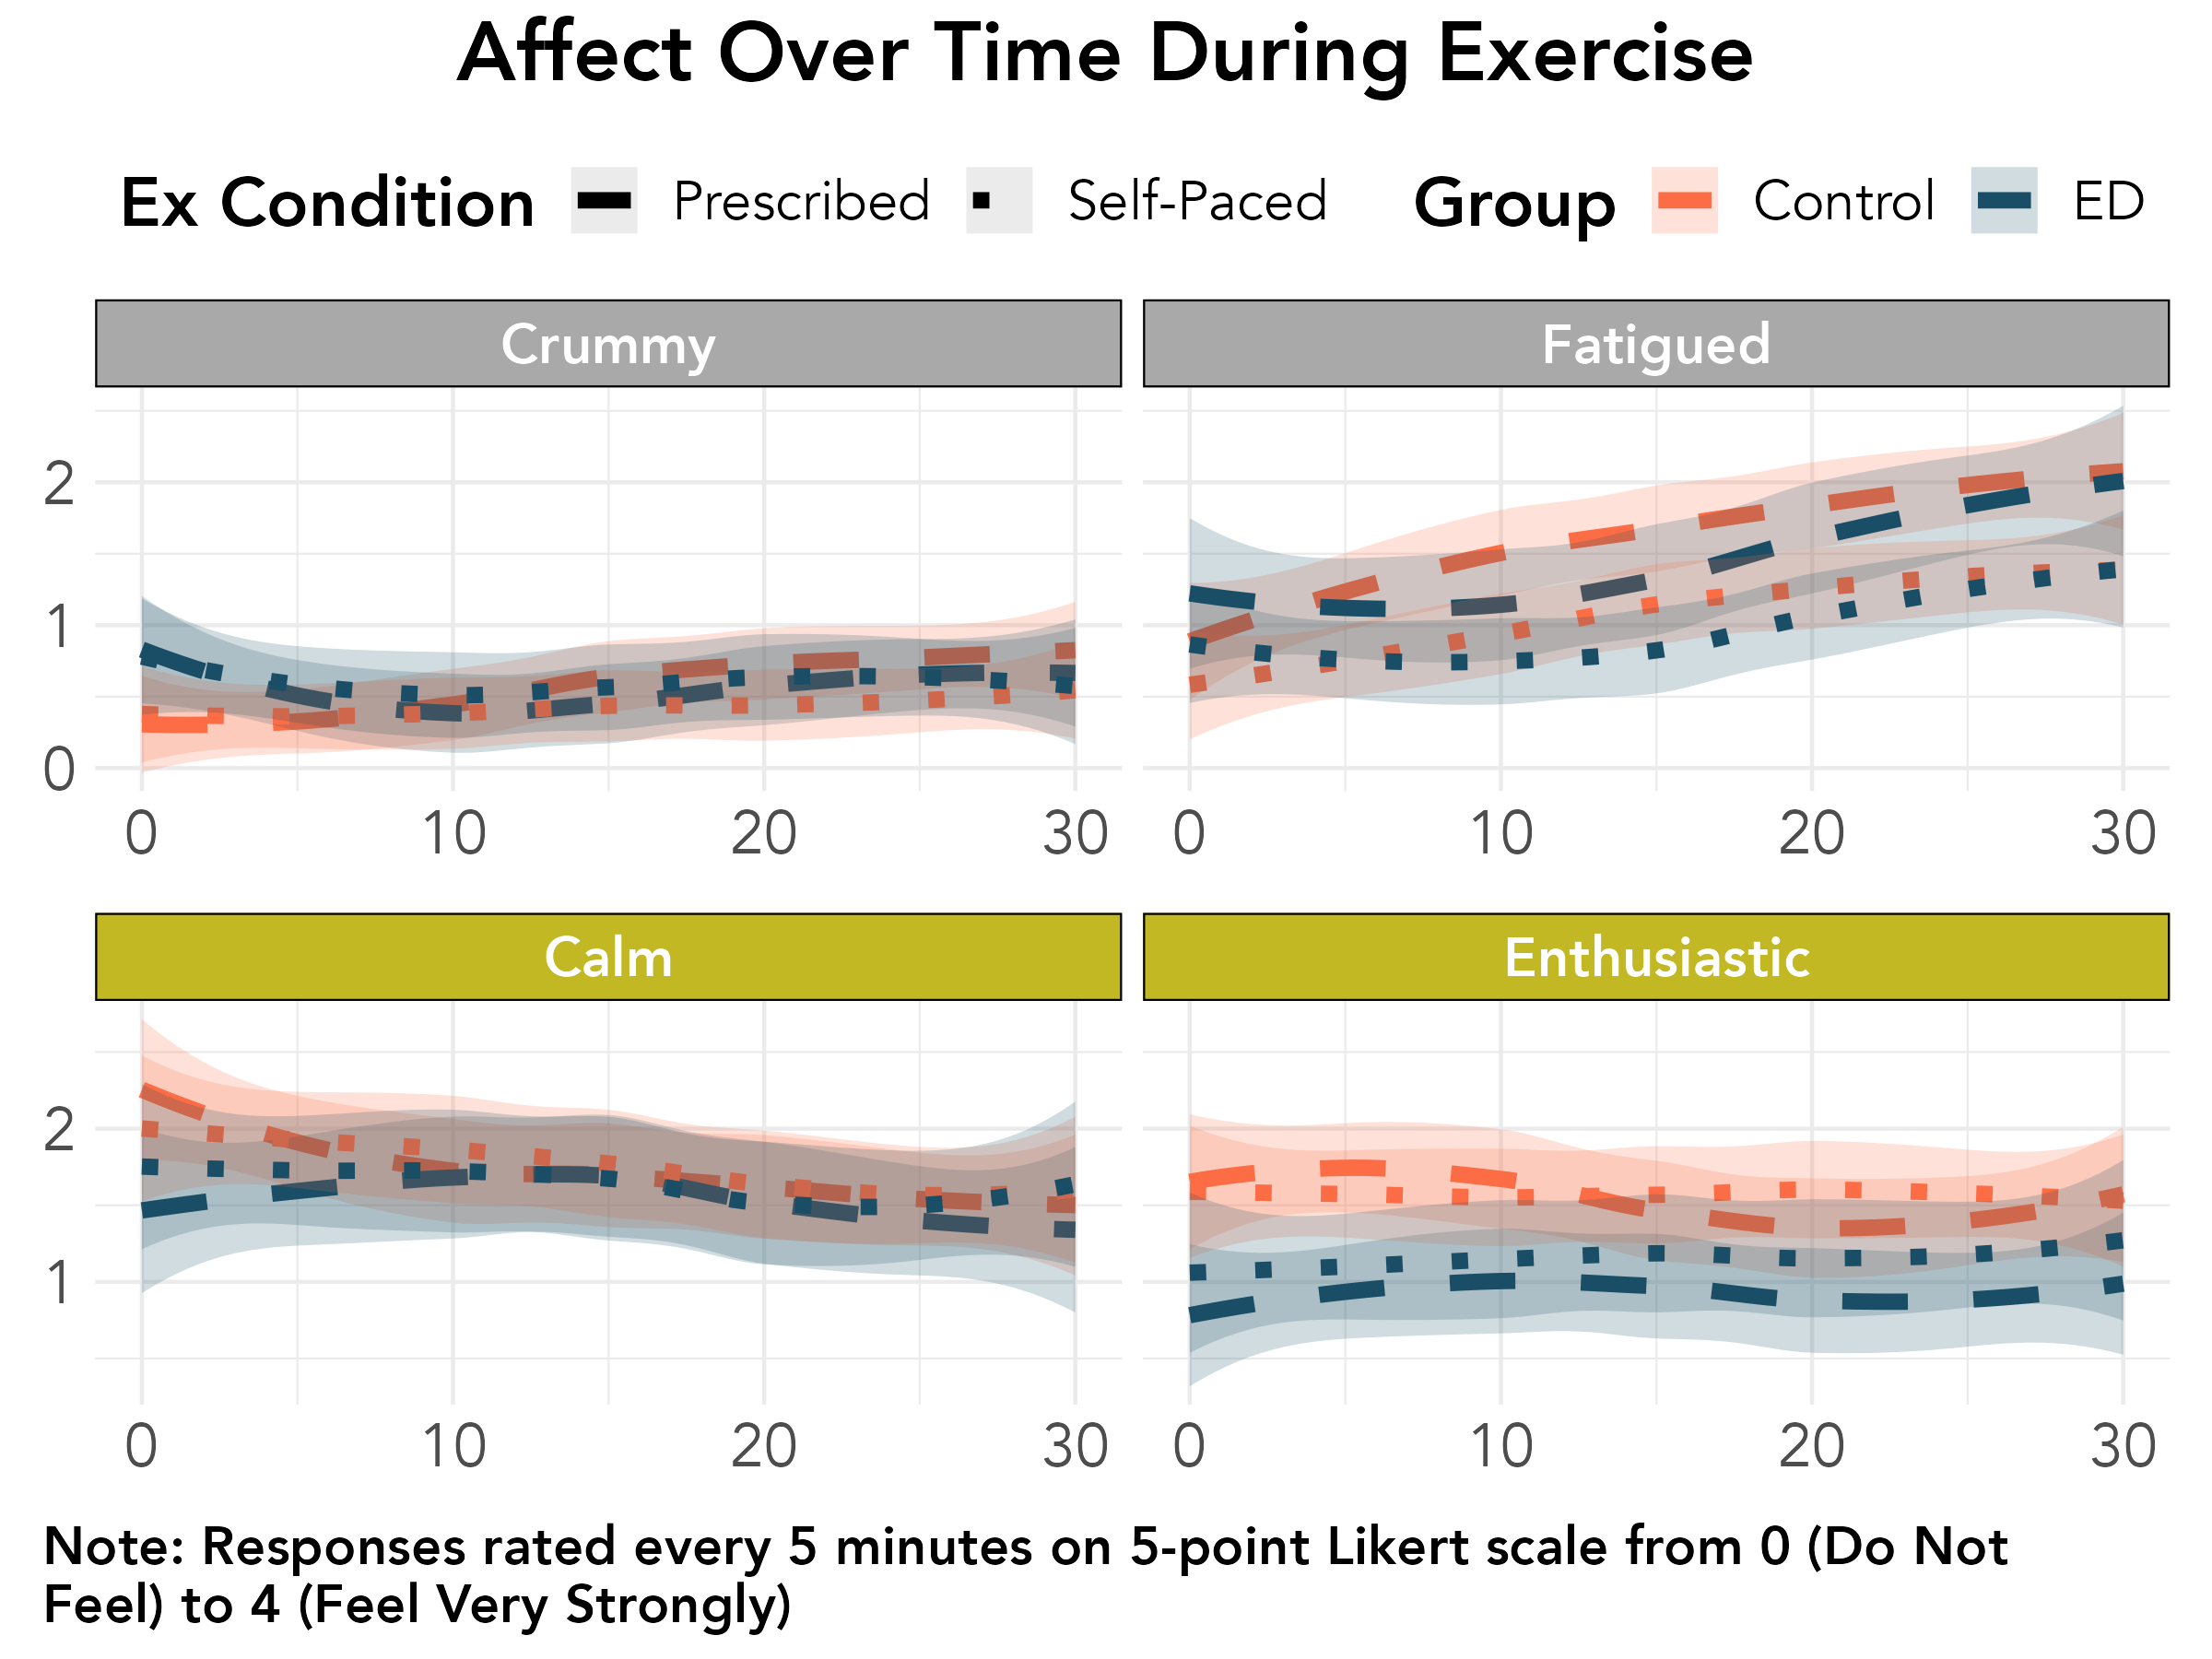 Affect Over Time During Exercise
Ex Condition Prescribed Self-Paced Group Control ED
Crummy Fatigued
2
1
0
0 10 20 30 0 10 20 30
Calm Enthusiastic
2
1
0 10 20 30 0 10 20 30
Note: Responses rated every 5 minutes on 5-point Likert scale from 0 (Do Not
Feel) to 4 (Feel Very Strongly)